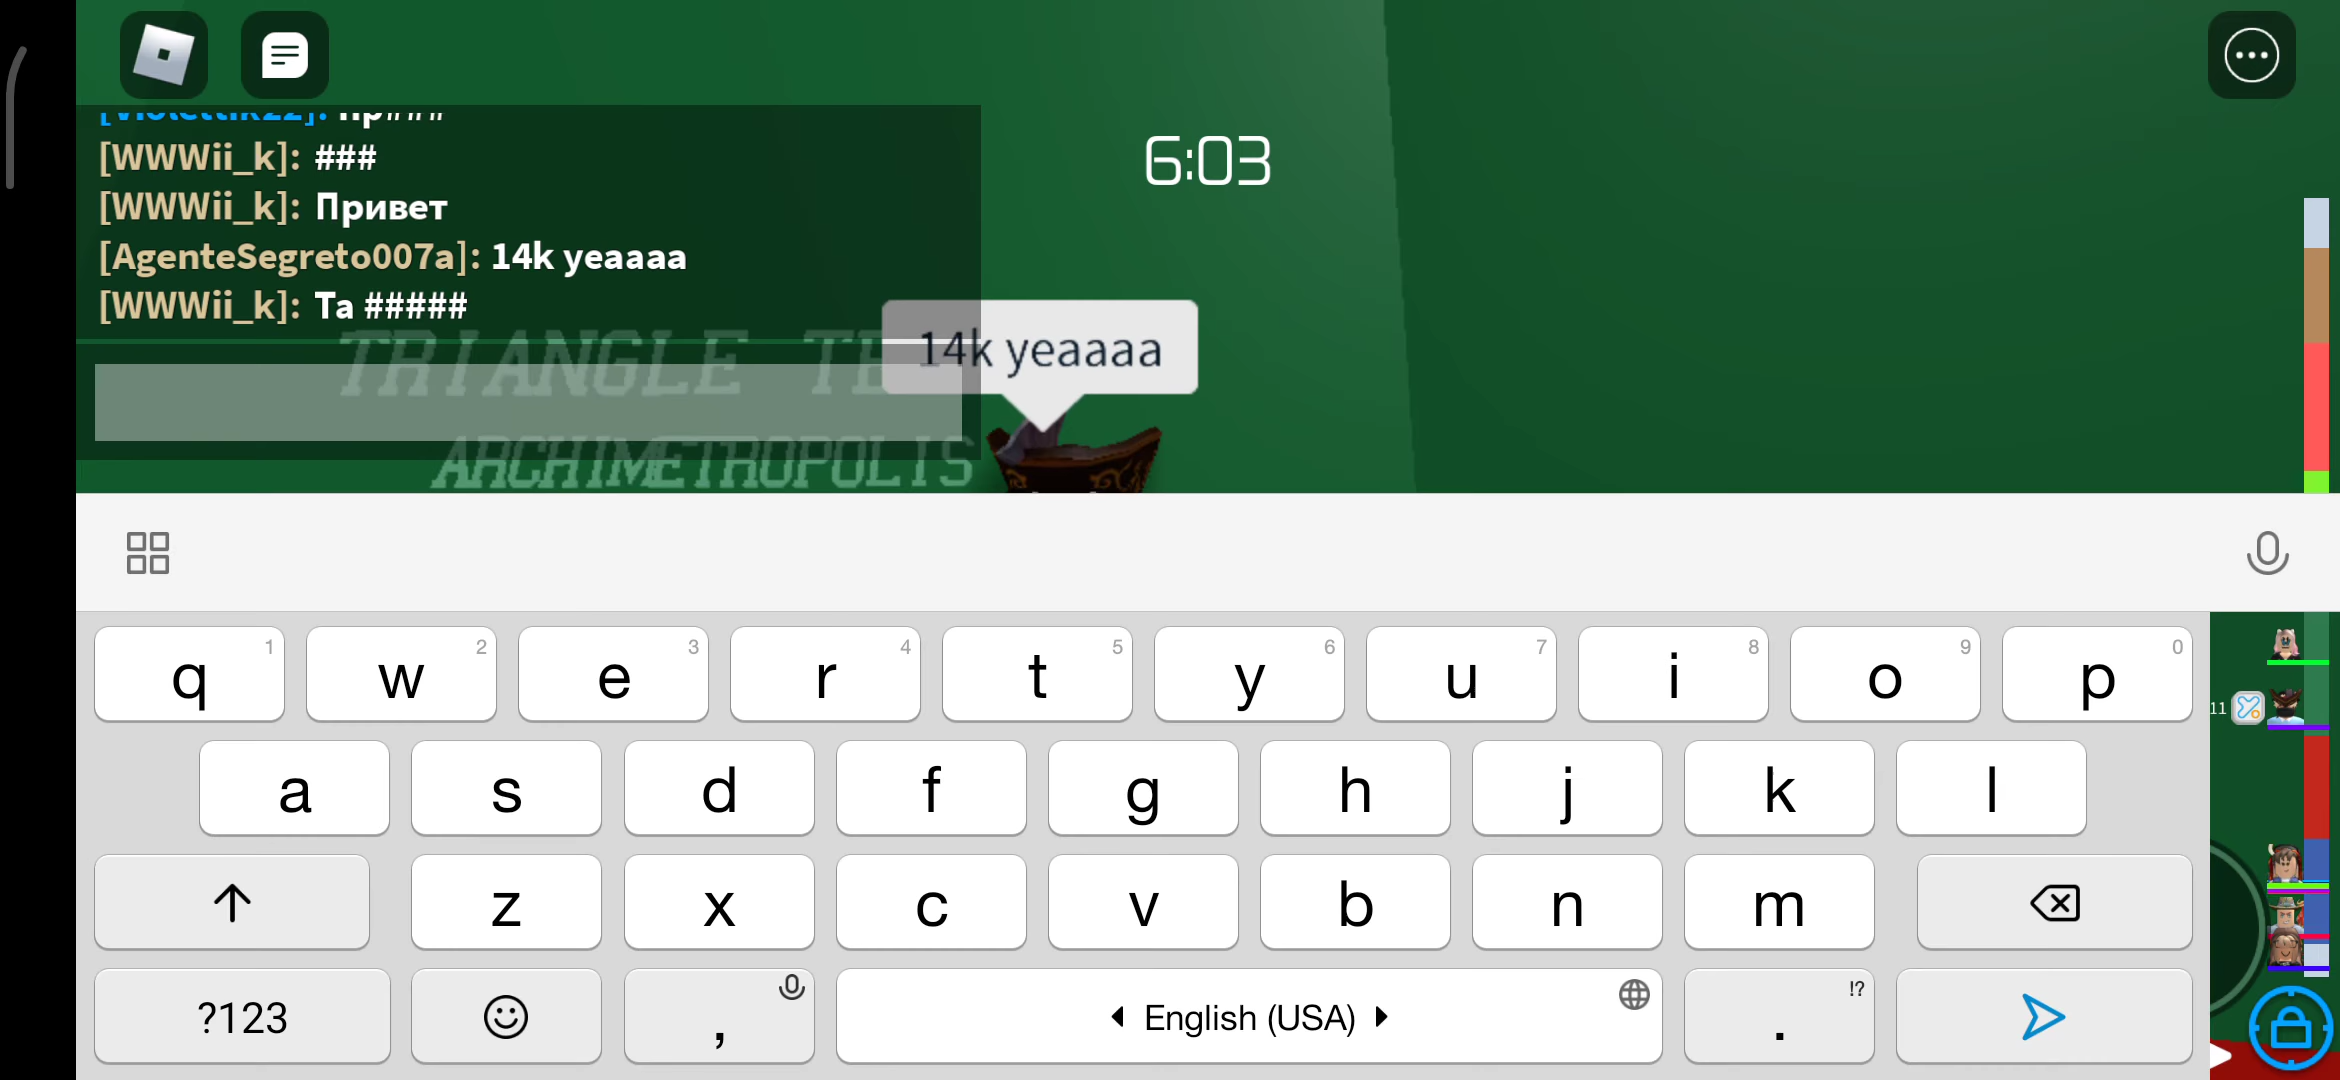 6:03
[WWWii_k]: ###
[WWWii_k]: Привет
[AgenteSegreto007a]: 14k yeaaaa
[WWWii_k]: Та #####
14k yeaaaa
TRIANGLE
ARCHIMETROPOLIS
q 1 w 2 e 3 r 4 t 5 y 6 u 7 i 8 o 9 p 0
11
a s d f g h j k l
z x c v b n m
?123 , English (USA) . !?